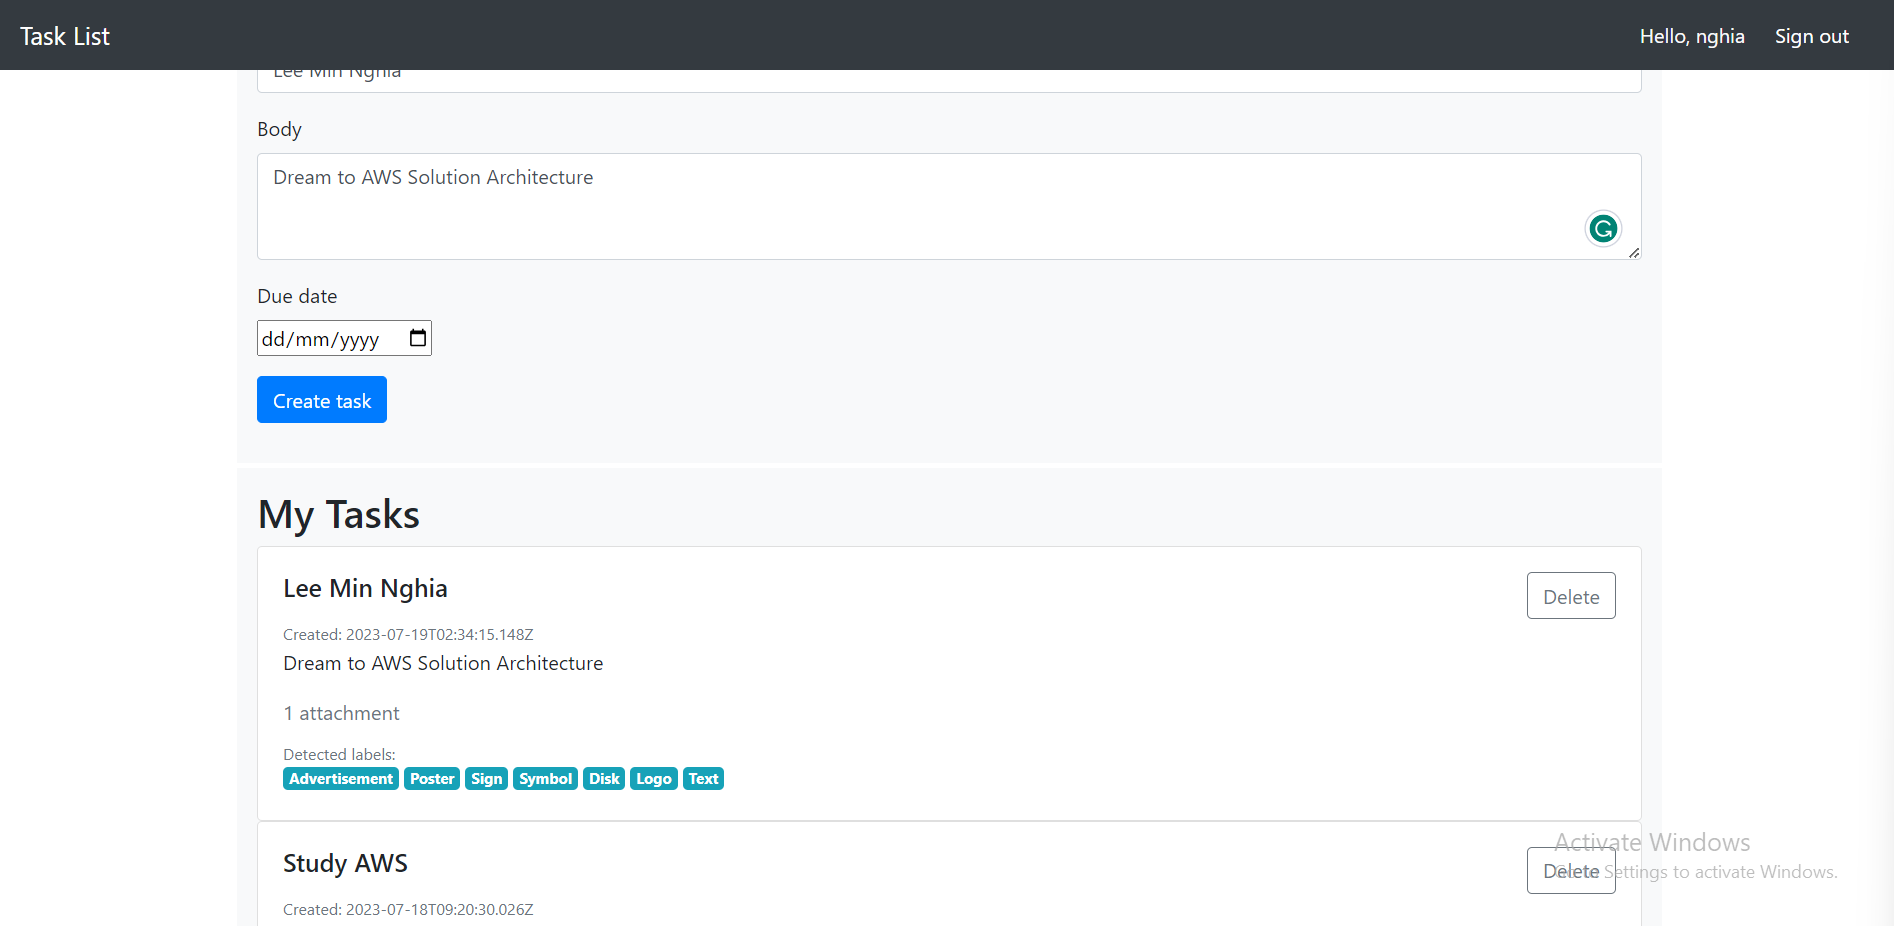 Task List
Hello, nghia
Sign out
Lee Min Nghia
Body
Dream to AWS Solution Architecture
Due date
dd/mm/yyyy
Create task
My Tasks
Lee Min Nghia
Delete
Created: 2023-07-19T02:34:15.148Z
Dream to AWS Solution Architecture
1 attachment
Detected labels:
Advertisement Poster Sign Symbol Disk Logo Text
Activate Windows
Study AWS
Delete
Go to Settings to activate Windows.
Created: 2023-07-18T09:20:30.026Z